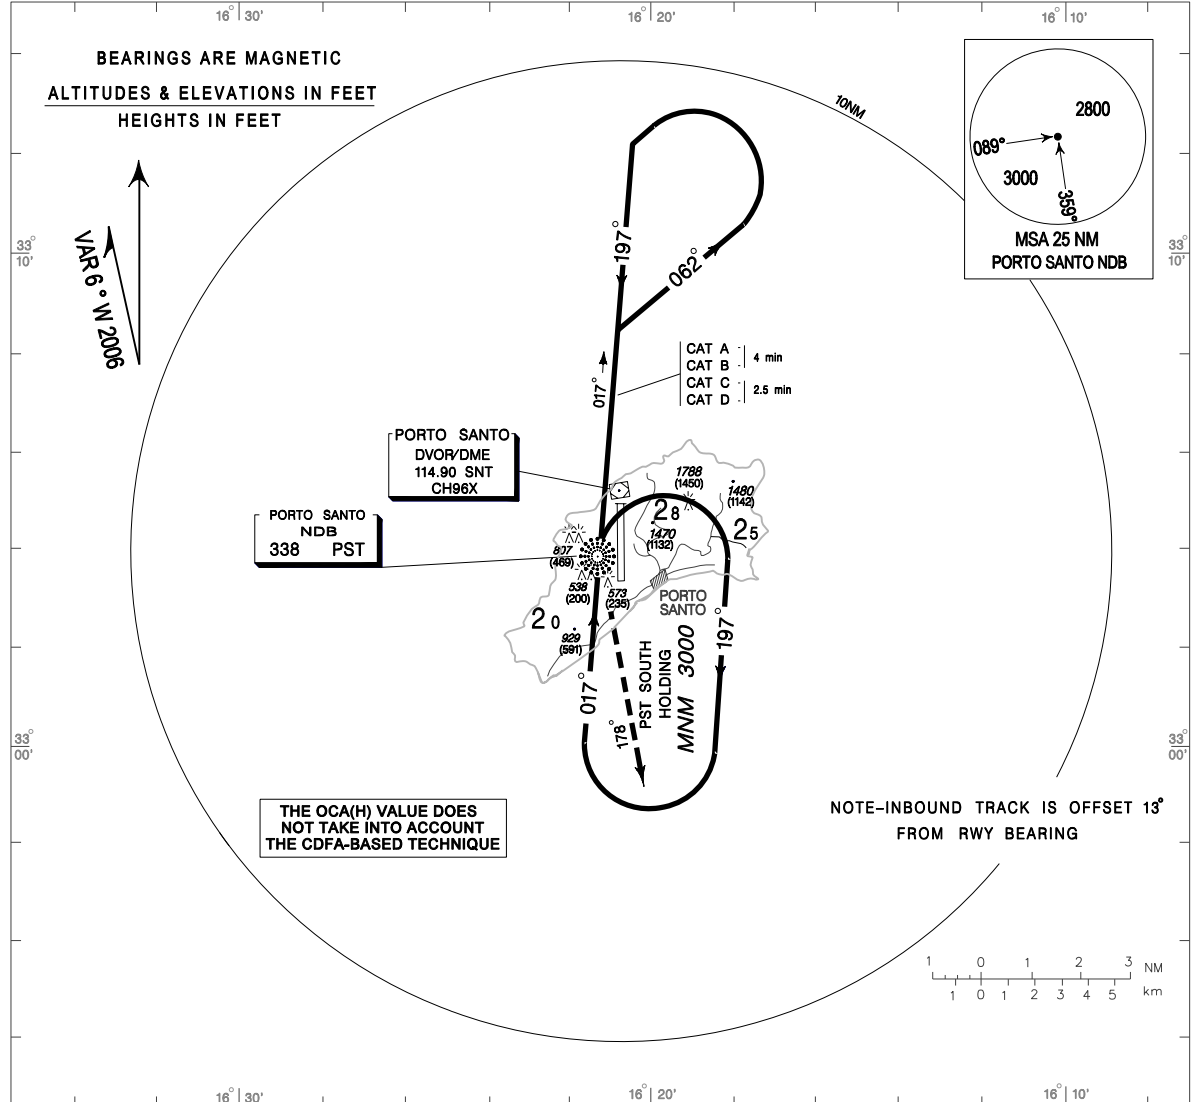 16° 30'
16° 20'
16° 10'
BEARINGS ARE MAGNETIC
ALTITUDES & ELEVATIONS IN FEET
HEIGHTS IN FEET
VAR 6° W 2006
10NM
2800
089°
3000
359°
MSA 25 NM
PORTO SANTO NDB
33° 10'
33° 10'
197°
062°
017°
CAT A
CAT B
4 min
CAT C
CAT D
2.5 min
PORTO SANTO
DVOR/DME
114.90 SNT
CH96X
PORTO SANTO
NDB
338 PST
1788
(1450)
1480
(1142)
28
25
1470
(1132)
807
(469)
538
(200)
573
(235)
20
929
(591)
PORTO
SANTO
017°
178°
PST SOUTH
HOLDING
MNM 3000
197°
33° 00'
33° 00'
THE OCA(H) VALUE DOES
NOT TAKE INTO ACCOUNT
THE CDFA-BASED TECHNIQUE
NOTE-INBOUND TRACK IS OFFSET 13°
FROM RWY BEARING
1 0 1 2 3 NM
1 0 1 2 3 4 5 km
16° 30'
16° 20'
16° 10'